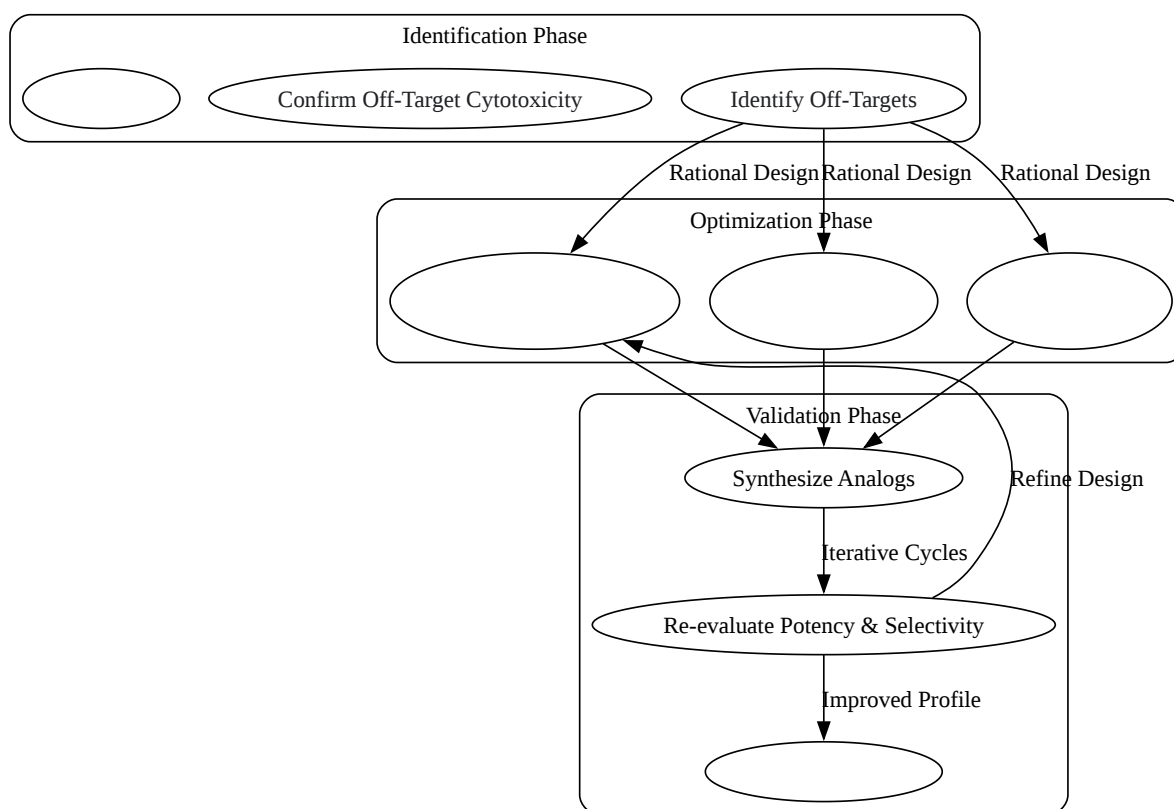 Identification Phase
Confirm Off-Target Cytotoxicity
Identify Off-Targets
Rational Design
Rational Design
Rational Design
Optimization Phase
Validation Phase
Synthesize Analogs
Refine Design
Iterative Cycles
Re-evaluate Potency & Selectivity
Improved Profile